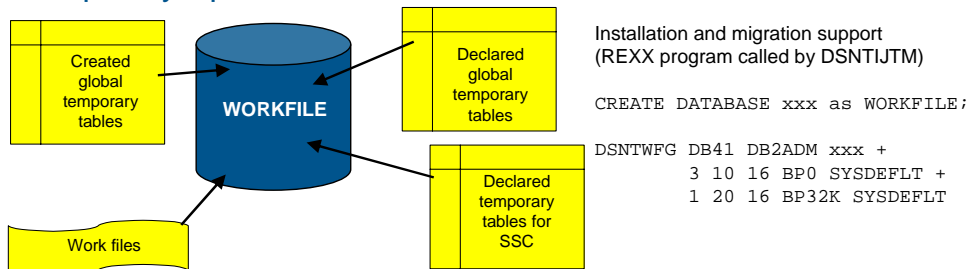 Created
global
temporary
tables
WORKFILE
Declared
global
temporary
tables
Declared
temporary
tables for
SSC
Work files
Installation and migration support
(REXX program called by DSNTIJTM)
CREATE DATABASE xxx as WORKFILE;
DSNTWFG DB41 DB2ADM xxx +
3 10 16 BP0 SYSDEFLT +
1 20 16 BP32K SYSDEFLT